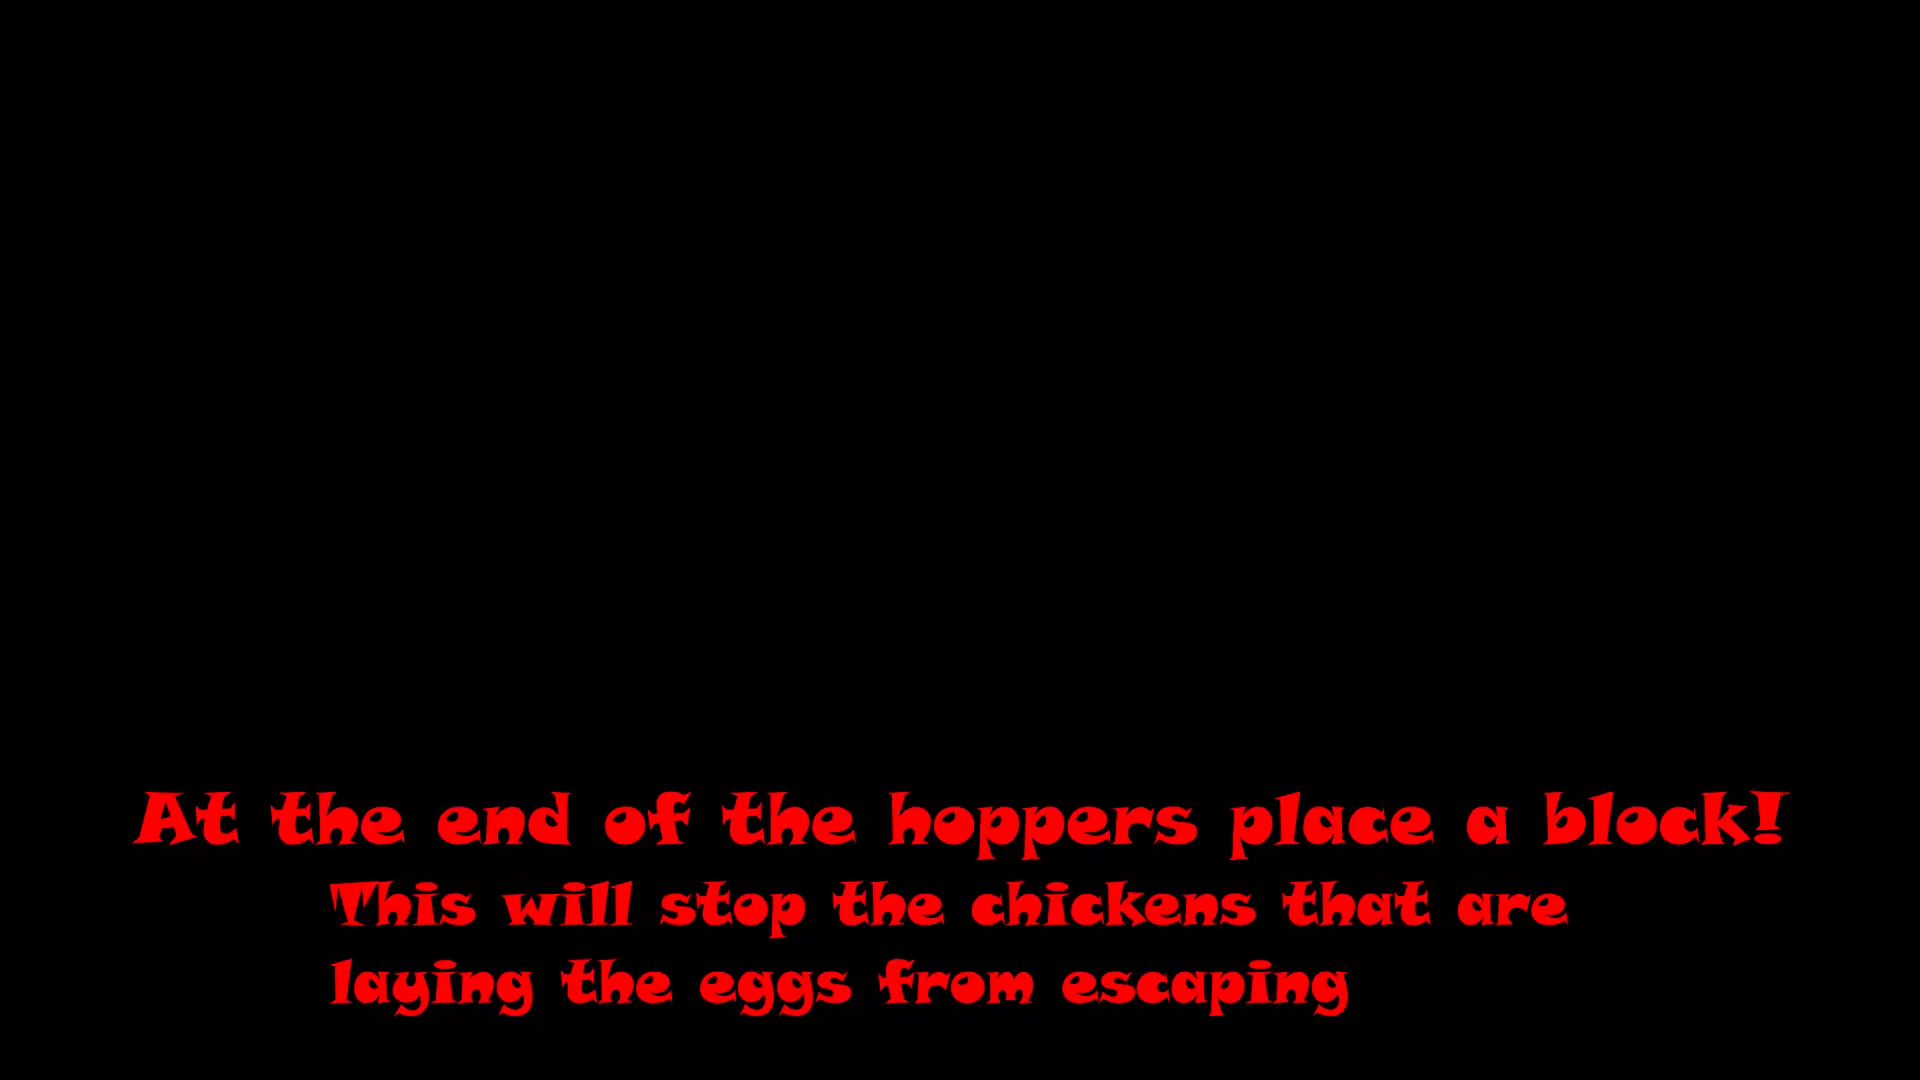 At the end of the hoppers place a block!
This will stop the chickens that are
laying the eggs from escaping